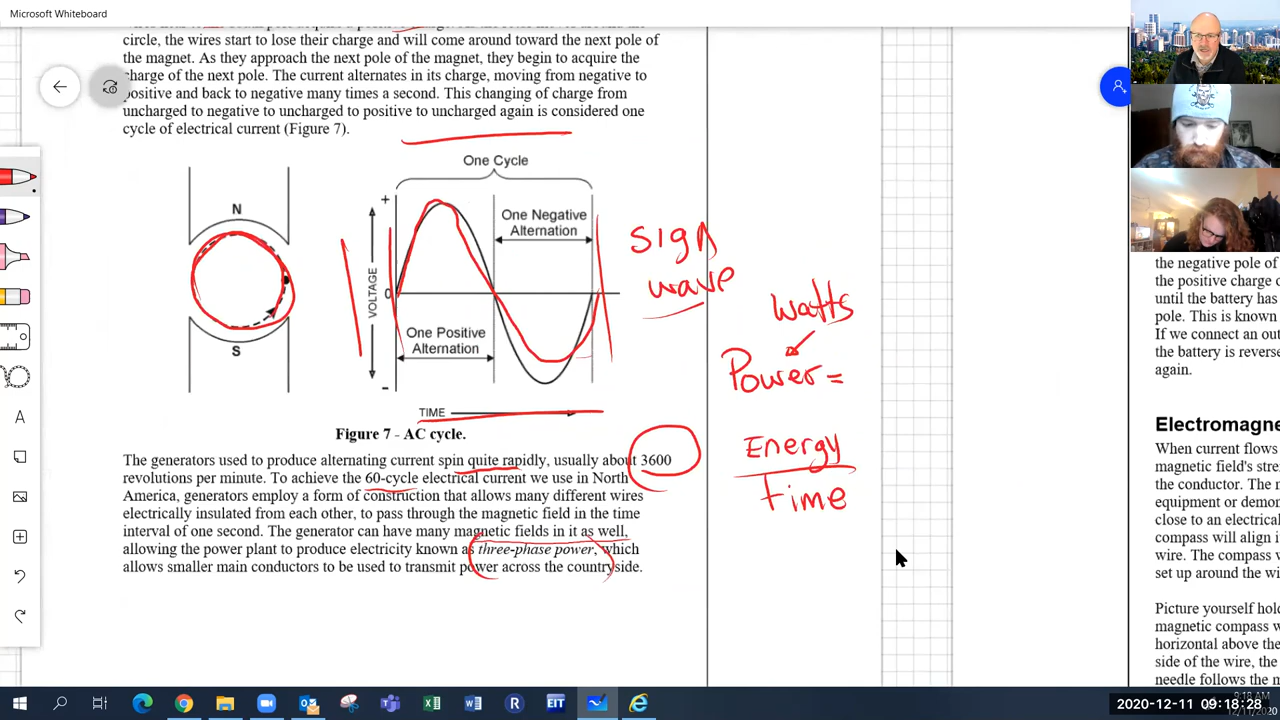 Microsoft Whiteboard
circle, the wires start to lose their charge and will come around toward the next pole of
the magnet. As they approach the next pole of the magnet, they begin to acquire the
charge of the next pole. The current alternates in its charge, moving from negative to
positive and back to negative many times a second. This changing of charge from
uncharged to negative to uncharged to positive to uncharged again is considered one
cycle of electrical current (Figure 7).
One Cycle
N
+
One Negative
Alternation
VOLTAGE
0
One Positive
Alternation
S
-
TIME
Figure 7 - AC cycle.
The generators used to produce alternating current spin quite rapidly, usually about 3600
revolutions per minute. To achieve the 60-cycle electrical current we use in North
America, generators employ a form of construction that allows many different wires
electrically insulated from each other, to pass through the magnetic field in the time
interval of one second. The generator can have many magnetic fields in it as well,
allowing the power plant to produce electricity known as three-phase power, which
allows smaller main conductors to be used to transmit power across the countryside.
sign
wave
watts
Power =
Energy
Time
the negative pole of
the positive charge o
until the battery has
pole. This is known
If we connect an out
the battery is reverse
again.
Electromagne
When current flows
magnetic field's stren
the conductor. The m
equipment or demon
close to an electrical
compass will align it
wire. The compass w
set up around the wi
Picture yourself hold
magnetic compass w
horizontal above the
side of the wire, the
needle follows the m
A
R
EIT
2020-12-11 09:18:28